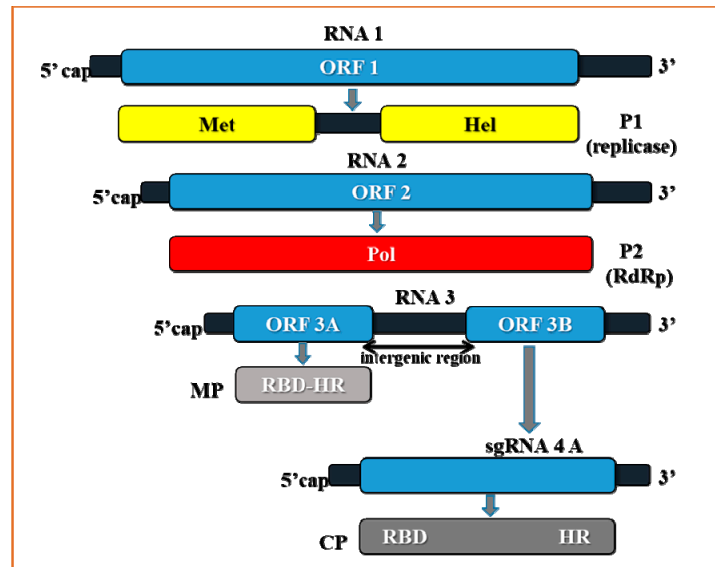 RNA 1
5' cap ORF 1 3'
Met Hel P1
(replicase)
RNA 2
5'cap ORF 2 3'
Pol P2
(RdRp)
RNA 3
5'cap ORF 3A ORF 3B 3'
intergenic region
MP RBD-HR
sgRNA 4 A
5'cap 3'
CP RBD HR